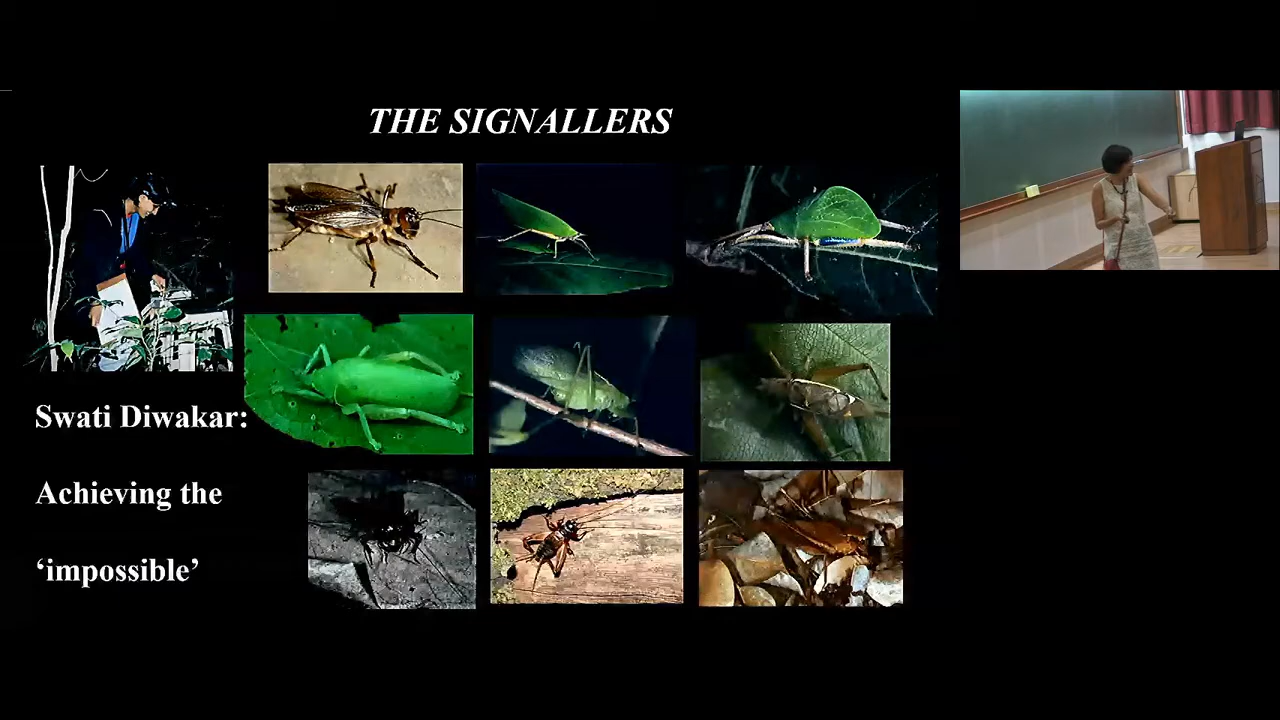 THE SIGNALLERS
Swati Diwakar:
Achieving the
‘impossible’